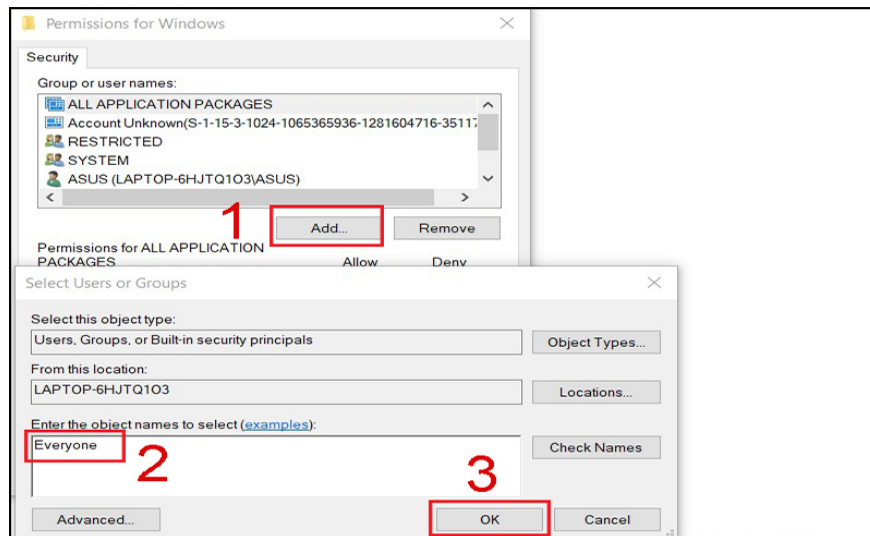 Permissions for Windows
Security
Group or user names:
ALL APPLICATION PACKAGES
Account Unknown(S-1-15-3-1024-1065365936-1281604716-35117
RESTRICTED
SYSTEM
ASUS (LAPTOP-6HJTQ1O3\ASUS)
1
Add... Remove
Permissions for ALL APPLICATION
PACKAGES Allow Deny
Select Users or Groups
Select this object type:
Users, Groups, or Built-in security principals Object Types...
From this location:
LAPTOP-6HJTQ1O3 Locations...
Enter the object names to select (examples):
Everyone Check Names
2 3
Advanced... OK Cancel